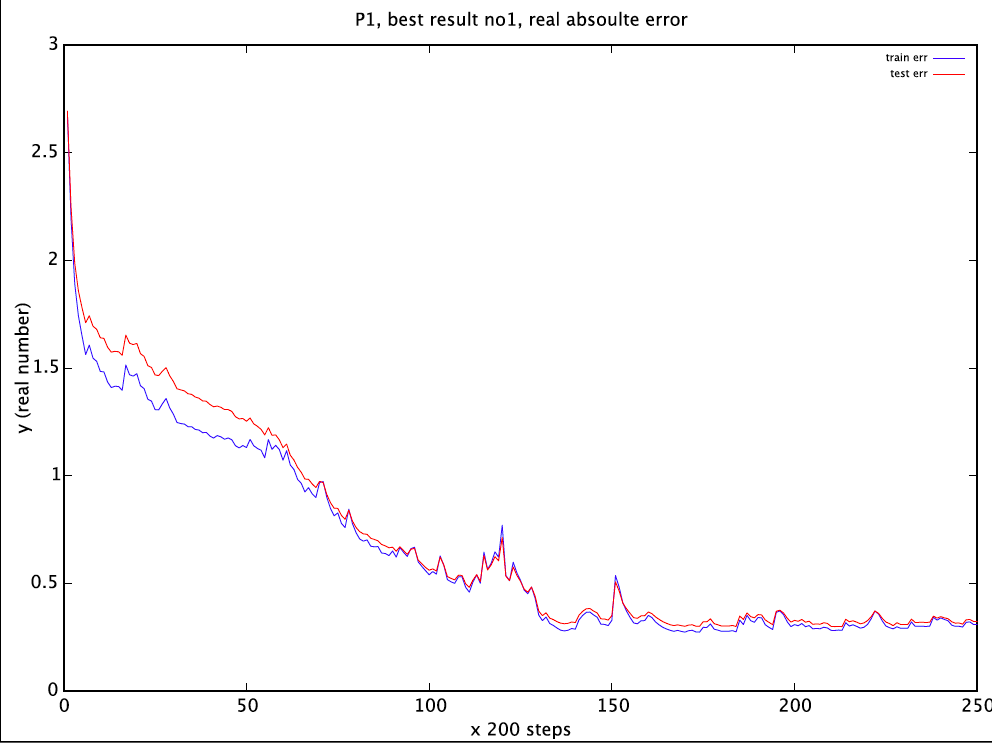 P1, best result no1, real absoulte error
train err
test err
3
2.5
2
1.5
1
0.5
0
y (real number)
0 50 100 150 200 250
x 200 steps